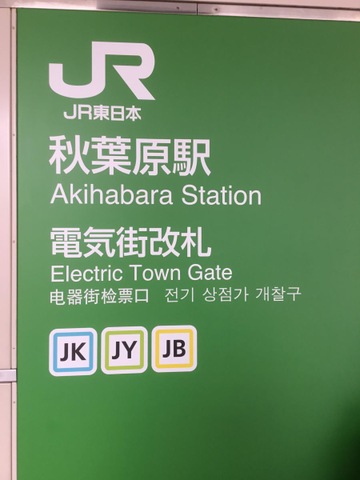 JR
JR東日本
秋葉原駅
Akihabara Station
電気街改札
Electric Town Gate
电器街检票口 전기 상점가 개찰구
JK JY JB